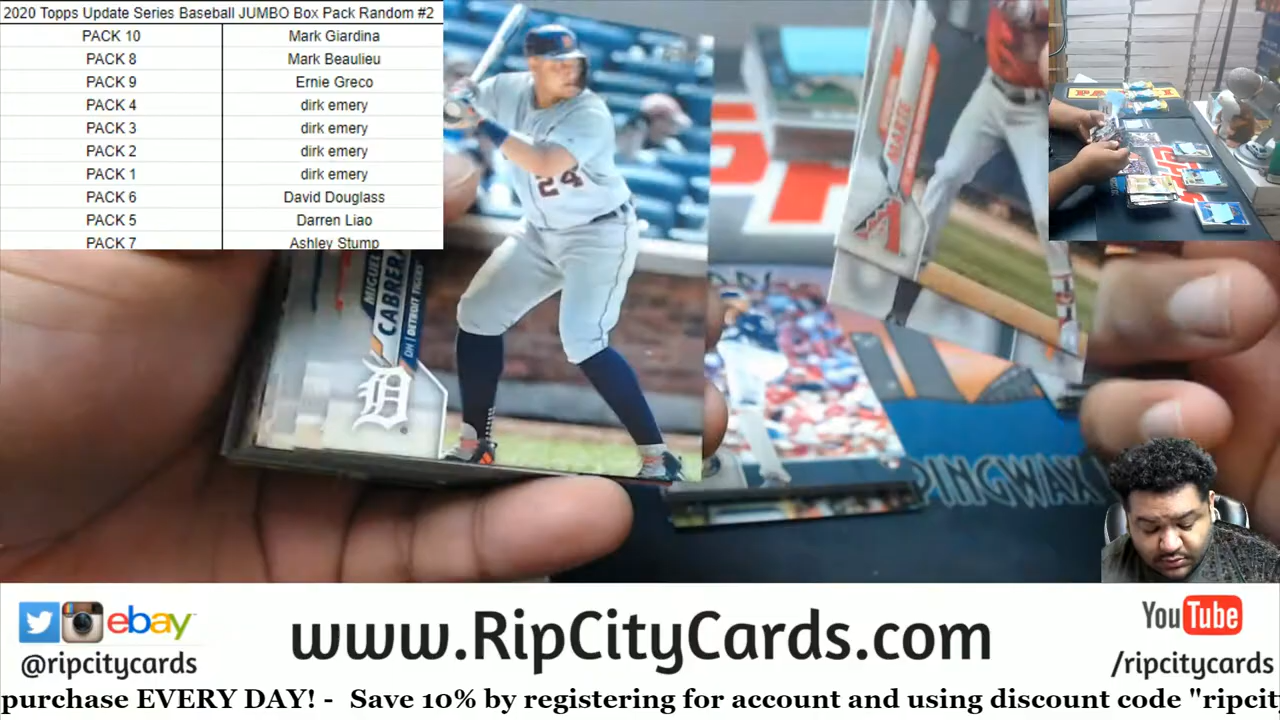 2020 Topps Update Series Baseball JUMBO Box Pack Random #2
PACK 10 Mark Giardina
PACK 8 Mark Beaulieu
PACK 9 Ernie Greco
PACK 4 dirk emery
PACK 3 dirk emery
PACK 2 dirk emery
PACK 1 dirk emery
PACK 6 David Douglass
PACK 5 Darren Liao
PACK 7 Ashley Stump
24
MIGUEL
CABRERA
DH | DETROIT TIGERS
D
MARTE
A
PINGWAX
ebay
@ripcitycards
www.RipCityCards.com
YouTube
/ripcitycards
purchase EVERY DAY! - Save 10% by registering for account and using discount code "ripcit